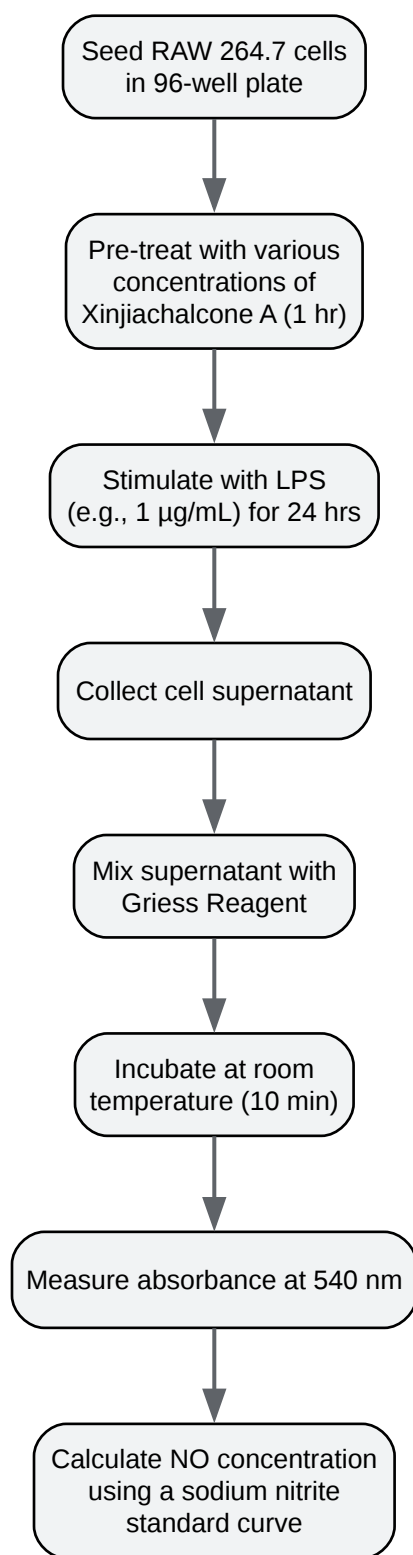 Seed RAW 264.7 cells
in 96-well plate
Pre-treat with various
concentrations of
Xinjiachalcone A (1 hr)
Stimulate with LPS
(e.g., 1 µg/mL) for 24 hrs
Collect cell supernatant
Mix supernatant with
Griess Reagent
Incubate at room
temperature (10 min)
Measure absorbance at 540 nm
Calculate NO concentration
using a sodium nitrite
standard curve